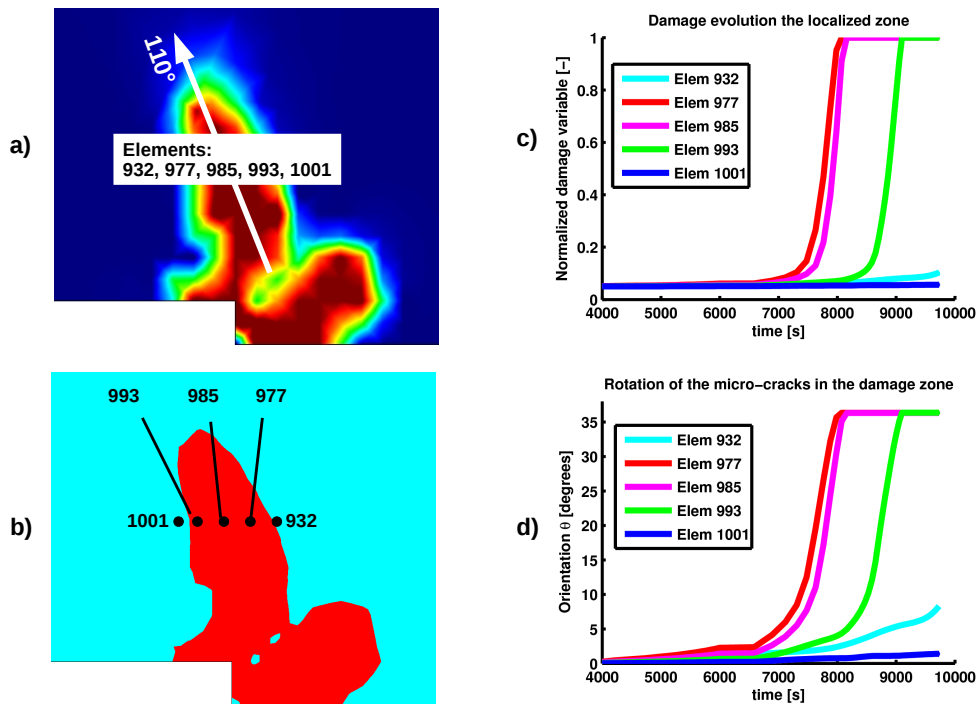 a)
110°
Elements:
932, 977, 985, 993, 1001
b)
993 985 977
1001 932
c)
Damage evolution the localized zone
Normalized damage variable [-]
1
0.8
0.6
0.4
0.2
0
Elem 932
Elem 977
Elem 985
Elem 993
Elem 1001
4000 5000 6000 7000 8000 9000 10000
time [s]
d)
Rotation of the micro-cracks in the damage zone
Orientation θ [degrees]
35
30
25
20
15
10
5
0
Elem 932
Elem 977
Elem 985
Elem 993
Elem 1001
4000 5000 6000 7000 8000 9000 10000
time [s]